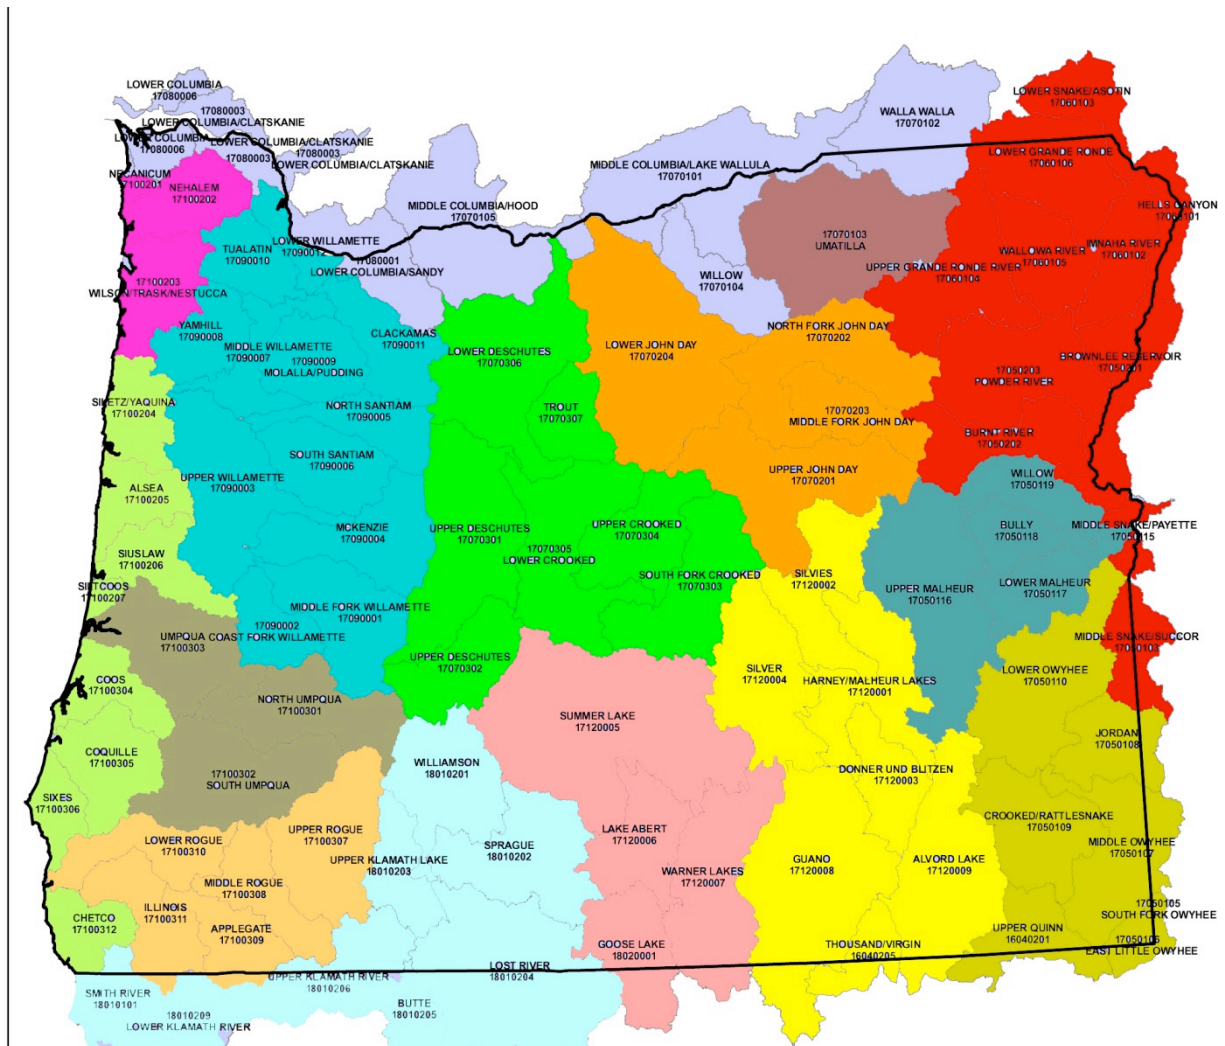 LOWER COLUMBIA
17080006
17080003
LOWER COLUMBIA/CLATSKANIE
LOWER COLUMBIA
17080006
LOWER COLUMBIA/CLATSKANIE
17080003
CLATSKANIE
17080003
LOWER COLUMBIA/CLATSKANIE
NECANICUM
17100201
NEHALEM
17100202
WALLA WALLA
17070102
LOWER SNAKE/ASOTIN
17060103
MIDDLE COLUMBIA/LAKE WALLULA
17070101
LOWER GRANDE RONDE
17060106
MIDDLE COLUMBIA/HOOD
17070105
HELLS CANYON
17060101
TUALATIN
17090010
LOWER WILLAMETTE
17090012
17080001
LOWER COLUMBIA/SANDY
17070103
UMATILLA
WALLOWA RIVER
17060105
IMNAHA RIVER
17060102
UPPER GRANDE RONDE RIVER
17060104
WILLOW
17070104
17100203
WILSON/TRASK/NESTUCCA
YAMHILL
17090008
MIDDLE WILLAMETTE
17090007
17090009
MOLALLA/PUDDING
CLACKAMAS
17090011
LOWER DESCHUTES
17070306
LOWER JOHN DAY
17070204
NORTH FORK JOHN DAY
17070202
BROWNLEE RESERVOIR
17050201
17050203
POWDER RIVER
SILETZ/YAQUINA
17100204
NORTH SANTIAM
17090005
TROUT
17070307
17070203
MIDDLE FORK JOHN DAY
BURNT RIVER
17050202
SOUTH SANTIAM
17090006
UPPER JOHN DAY
17070201
UPPER WILLAMETTE
17090003
WILLOW
17050119
ALSEA
17100205
MCKENZIE
17090004
UPPER DESCHUTES
17070301
17070305
LOWER CROOKED
UPPER CROOKED
17070304
BULLY
17050118
MIDDLE SNAKE/PAYETTE
17050115
SIUSLAW
17100206
SOUTH FORK CROOKED
17070303
SILVIES
17120002
UPPER MALHEUR
17050116
LOWER MALHEUR
17050117
SILTCOOS
17100207
MIDDLE FORK WILLAMETTE
17090001
17090002
COAST FORK WILLAMETTE
UMPQUA
17100303
UPPER DESCHUTES
17070302
SILVER
17120004
HARNEY/MALHEUR LAKES
17120001
LOWER OWYHEE
17050110
MIDDLE SNAKE/SUCCOR
17050103
COOS
17100304
NORTH UMPQUA
17100301
SUMMER LAKE
17120005
JORDAN
17050108
COQUILLE
17100305
17100302
SOUTH UMPQUA
WILLIAMSON
18010201
DONNER UND BLITZEN
17120003
SIXES
17100306
LOWER ROGUE
17100310
UPPER ROGUE
17100307
UPPER KLAMATH LAKE
18010203
SPRAGUE
18010202
LAKE ABERT
17120006
CROOKED/RATTLESNAKE
17050109
MIDDLE OWYHEE
17050107
MIDDLE ROGUE
17100308
WARNER LAKES
17120007
GUANO
17120008
ALVORD LAKE
17120009
CHETCO
17100312
ILLINOIS
17100311
APPLEGATE
17100309
17050105
SOUTH FORK OWYHEE
UPPER QUINN
16040201
17050106
EAST LITTLE OWYHEE
GOOSE LAKE
18020001
THOUSAND/VIRGIN
16040205
LOST RIVER
18010204
UPPER KLAMATH RIVER
18010206
SMITH RIVER
18010101
BUTTE
18010205
18010209
LOWER KLAMATH RIVER